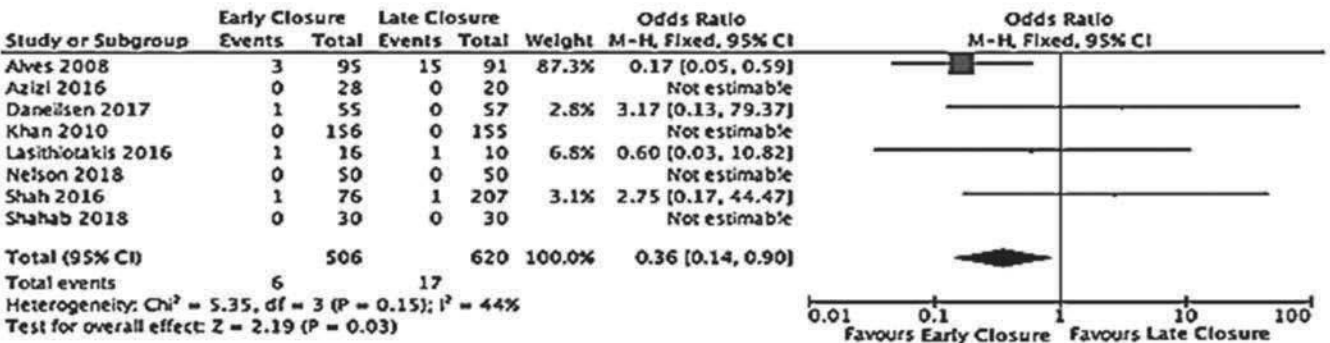 Early Closure Late Closure Odds Ratio Odds Ratio
Study or Subgroup Events Total Events Total Weight M-H, Fixed, 95% CI M-H, Fixed, 95% CI
Alves 2008 3 95 15 91 87.3% 0.17 [0.05, 0.59]
Azizi 2016 0 28 0 20 Not estimable
Daneilsen 2017 1 55 0 57 2.8% 3.17 [0.13, 79.37]
Khan 2010 0 156 0 155 Not estimable
Lasithiotakis 2016 1 16 1 10 6.8% 0.60 [0.03, 10.82]
Nelson 2018 0 50 0 50 Not estimable
Shah 2016 1 76 1 207 3.1% 2.75 [0.17, 44.47]
Shahab 2018 0 30 0 30 Not estimable
Total (95% CI) 506 620 100.0% 0.36 [0.14, 0.90]
Total events 6 17
Heterogeneity: Chi² = 5.35, df = 3 (P = 0.15); I² = 44%
Test for overall effect: Z = 2.19 (P = 0.03)
0.01 0.1 1 10 100
Favours Early Closure Favours Late Closure